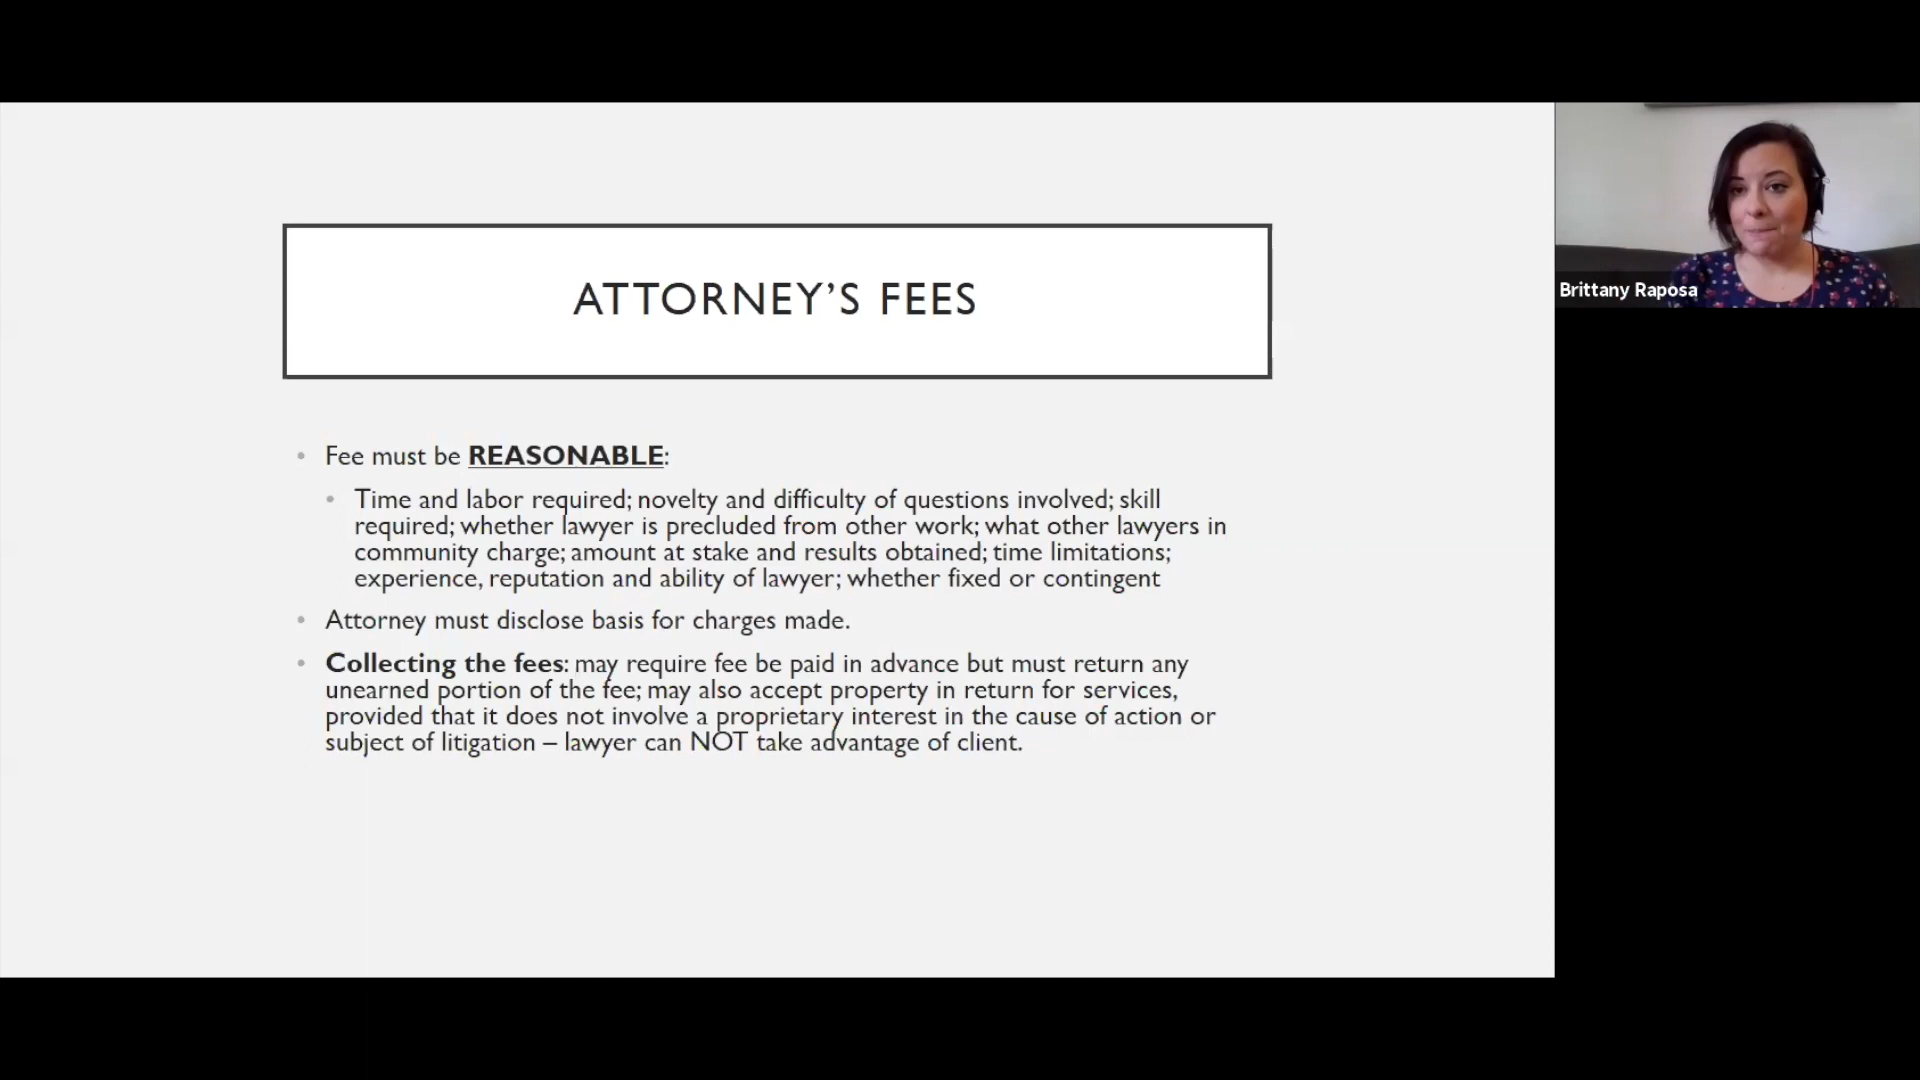 ATTORNEY’S FEES
• Fee must be REASONABLE:
• Time and labor required; novelty and difficulty of questions involved; skill
required; whether lawyer is precluded from other work; what other lawyers in
community charge; amount at stake and results obtained; time limitations;
experience, reputation and ability of lawyer; whether fixed or contingent
• Attorney must disclose basis for charges made.
• Collecting the fees: may require fee be paid in advance but must return any
unearned portion of the fee; may also accept property in return for services,
provided that it does not involve a proprietary interest in the cause of action or
subject of litigation – lawyer can NOT take advantage of client.
Brittany Raposa